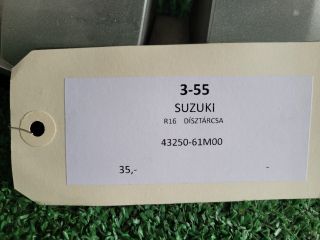 3-55
SUZUKI
R16 DÍSZTÁRCSA
43250-61M00
35,- -